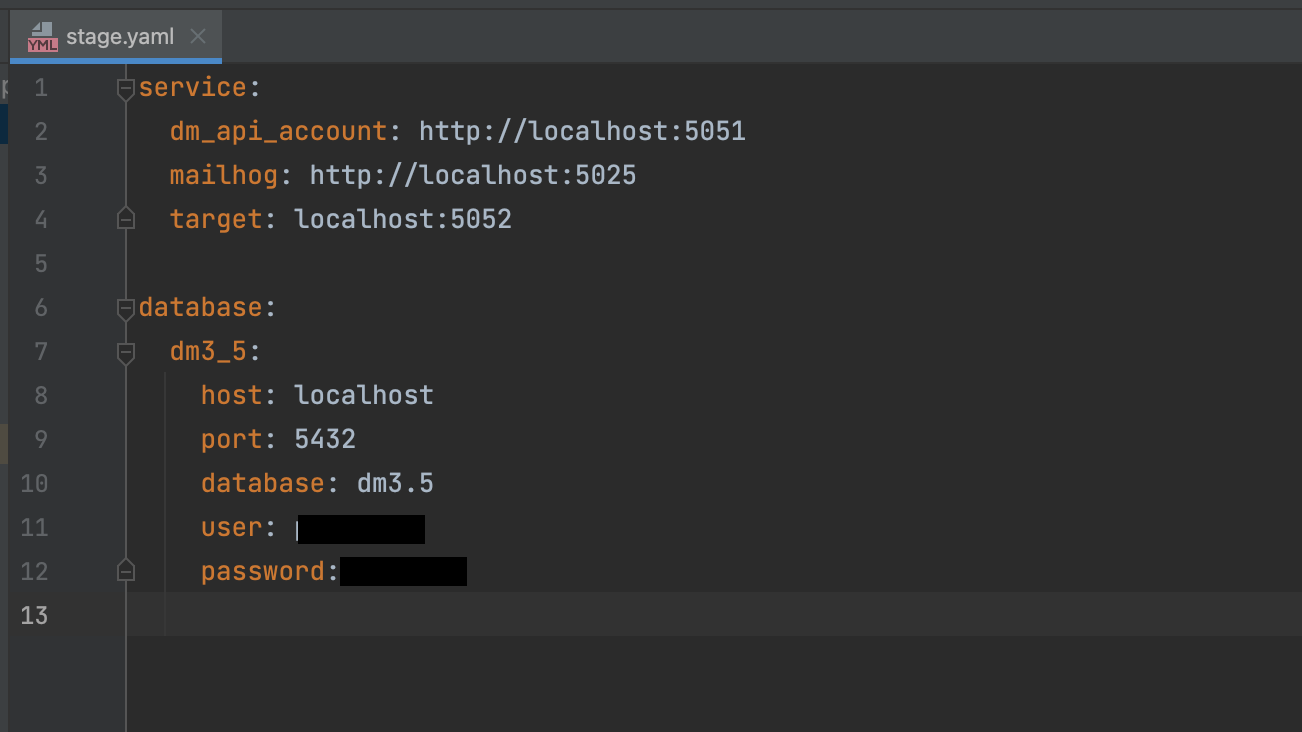 YML stage.yaml
1 service:
2   dm_api_account: http://localhost:5051
3   mailhog: http://localhost:5025
4   target: localhost:5052
5
6 database:
7   dm3_5:
8     host: localhost
9     port: 5432
10     database: dm3.5
11     user:
12     password:
13